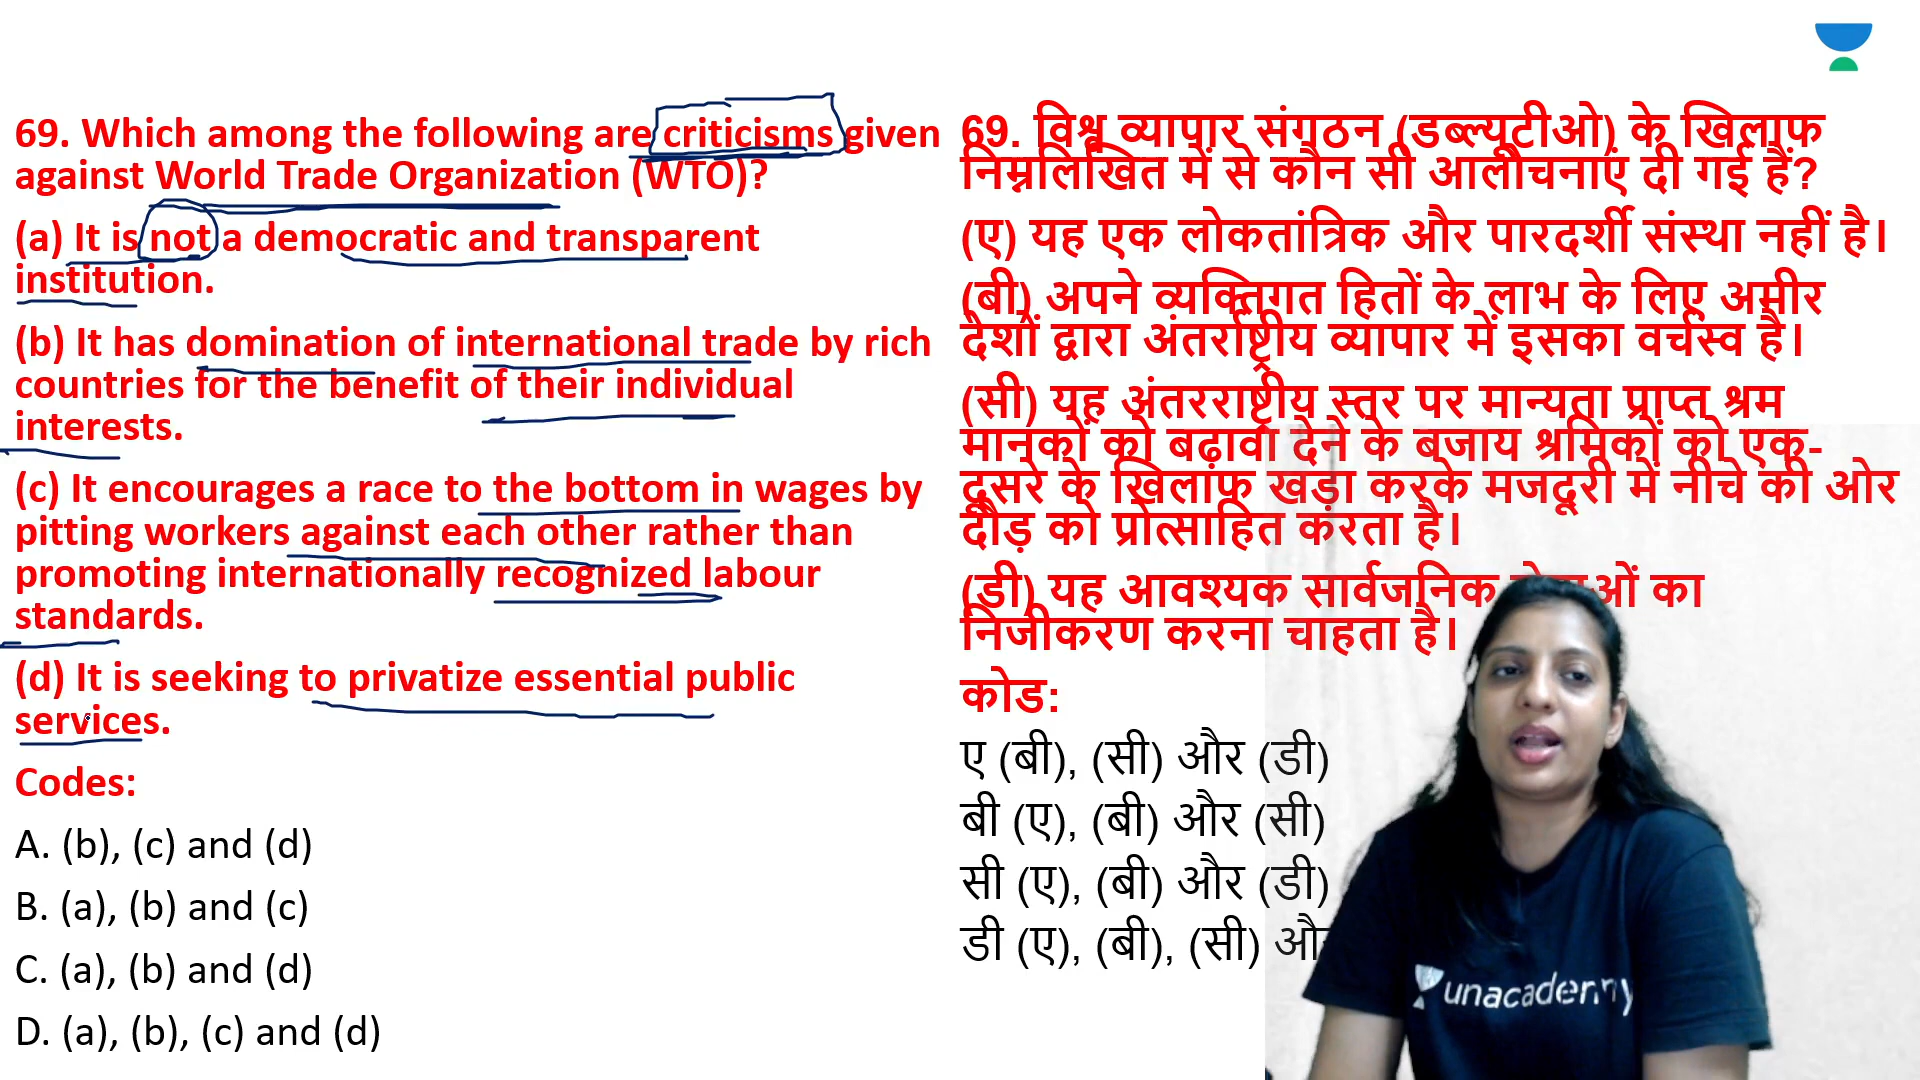 69. Which among the following are criticisms given
against World Trade Organization (WTO)?
(a) It is not a democratic and transparent
institution.
(b) It has domination of international trade by rich
countries for the benefit of their individual
interests.
(c) It encourages a race to the bottom in wages by
pitting workers against each other rather than
promoting internationally recognized labour
standards.
(d) It is seeking to privatize essential public
services.
Codes:
A. (b), (c) and (d)
B. (a), (b) and (c)
C. (a), (b) and (d)
D. (a), (b), (c) and (d)
69. विश्व व्यापार संगठन (डब्ल्यूटीओ) के खिलाफ
निम्नलिखित में से कौन सी आलोचनाएं दी गई हैं?
(ए) यह एक लोकतांत्रिक और पारदर्शी संस्था नहीं है।
(बी) अपने व्यक्तिगत हितों के लाभ के लिए अमीर
देशों द्वारा अंतर्राष्ट्रीय व्यापार में इसका वर्चस्व है।
(सी) यह अंतरराष्ट्रीय स्तर पर मान्यता प्राप्त श्रम
मानकों को बढ़ावा देने के बजाय श्रमिकों को एक-
दूसरे के खिलाफ खड़ा करके मजदूरी में नीचे की ओर
दौड़ को प्रोत्साहित करता है।
(डी) यह आवश्यक सार्वजनिक का
निजीकरण करना चाहता है।
कोड:
ए (बी), (सी) और (डी)
बी (ए), (बी) और (सी)
सी (ए), (बी) और (डी)
डी (ए), (बी), (सी)
unacademy